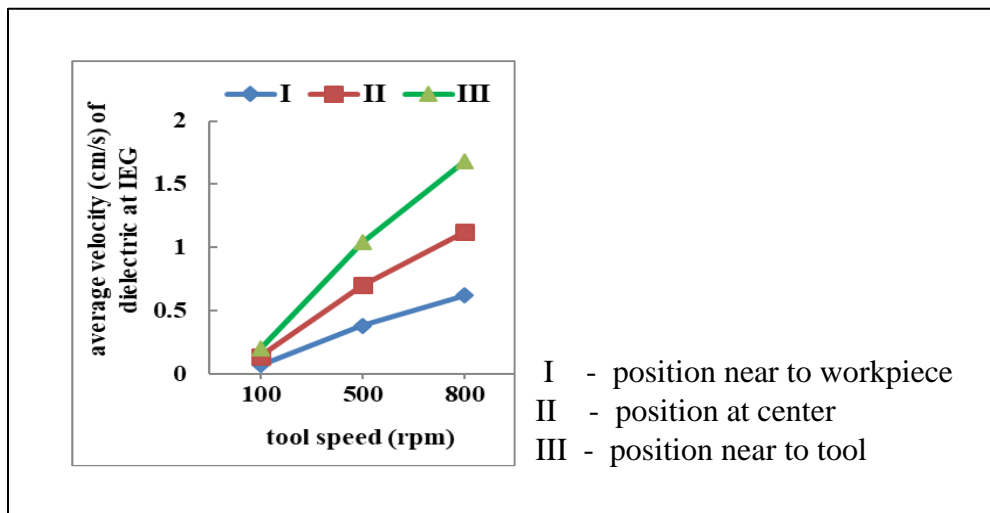 I II III
2
1.5
1
0.5
0
100 500 800
average velocity (cm/s) of
dielectric at IEG
tool speed (rpm)
I - position near to workpiece
II - position at center
III - position near to tool